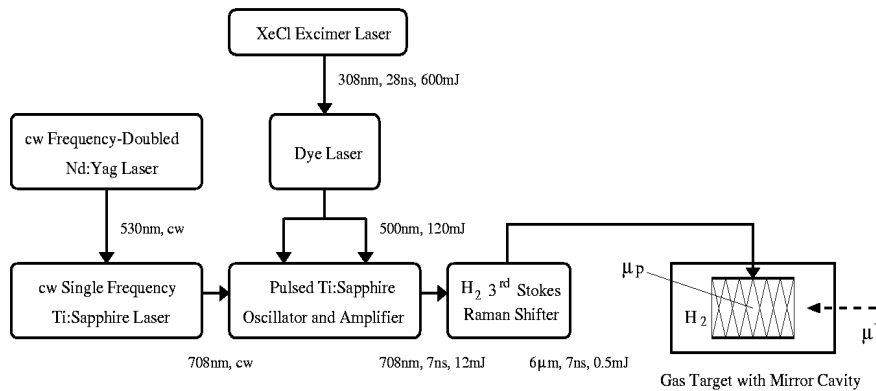 XeCl Excimer Laser
308nm, 28ns, 600mJ
cw Frequency-Doubled
Nd:Yag Laser
Dye Laser
530nm, cw
500nm, 120mJ
cw Single Frequency
Ti:Sapphire Laser
Pulsed Ti:Sapphire
Oscillator and Amplifier
H₂ 3ʳᵈ Stokes
Raman Shifter
μp
H₂
μ⁻
708nm, cw
708nm, 7ns, 12mJ
6μm, 7ns, 0.5mJ
Gas Target with Mirror Cavity